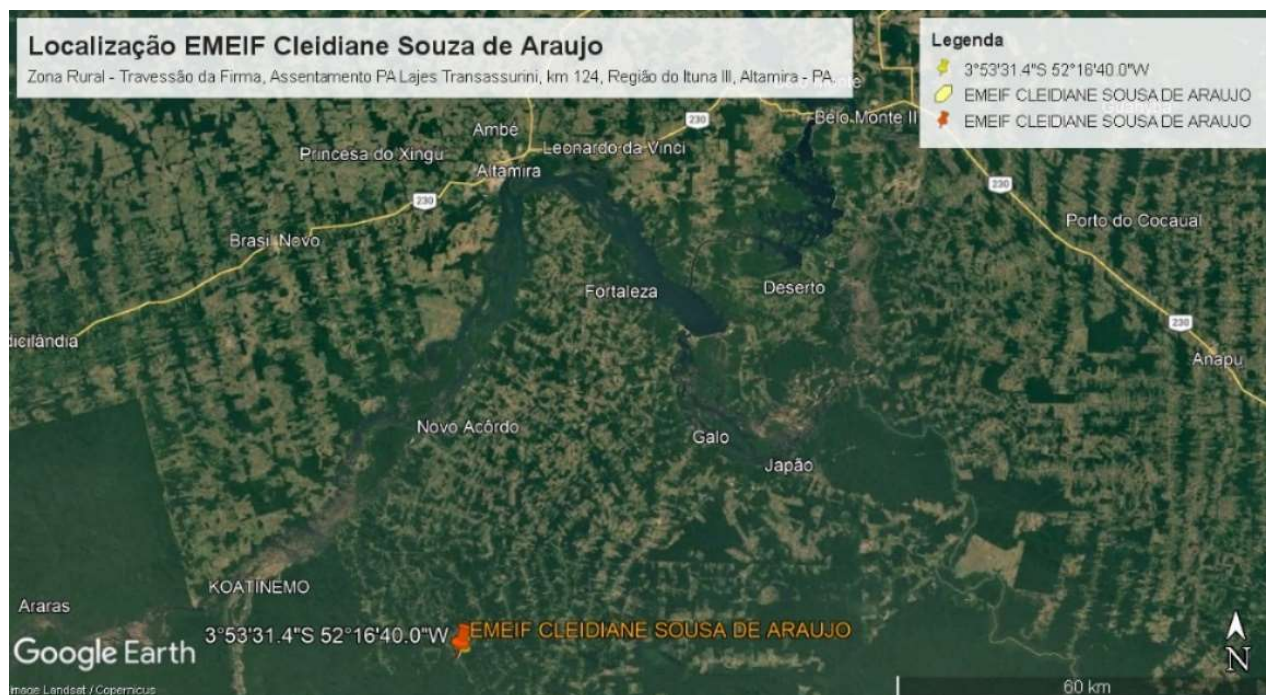 Localização EMEIF Cleidiane Souza de Araujo
Zona Rural - Travessão da Firma, Assentamento PA Lajes Transassurini, km 124, Região do Ituna III, Altamira - PA.
Legenda
3°53'31.4"S 52°16'40.0"W
EMEIF CLEIDIANE SOUSA DE ARAUJO
EMEIF CLEIDIANE SOUSA DE ARAUJO
Belo Monte II
230
Ambé
Leonardo da Vinci
Princesa do Xingu
Altamira
230
230
Porto do Cocaual
Brasil Novo
Fortaleza
Deserto
230
dicilândia
Anapu
Novo Acôrdo
Galo
Japão
KOATINEMO
Araras
3°53'31.4"S 52°16'40.0"W
EMEIF CLEIDIANE SOUSA DE ARAUJO
Google Earth
N
Image Landsat / Copernicus
60 km